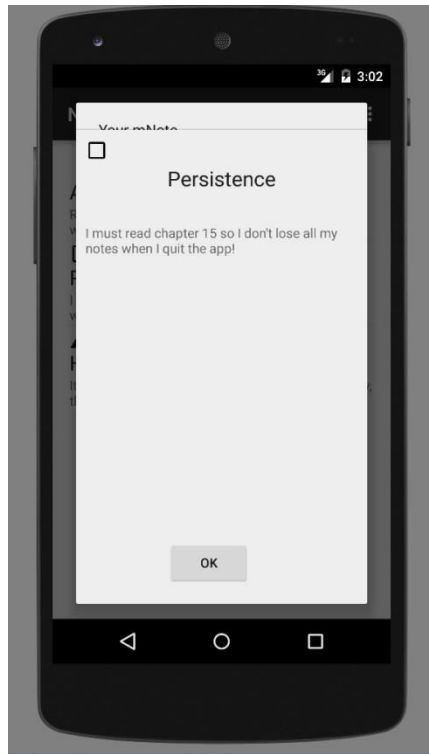 3G 3:02
Your mNote
Persistence
I must read chapter 15 so I don't lose all my
notes when I quit the app!
OK